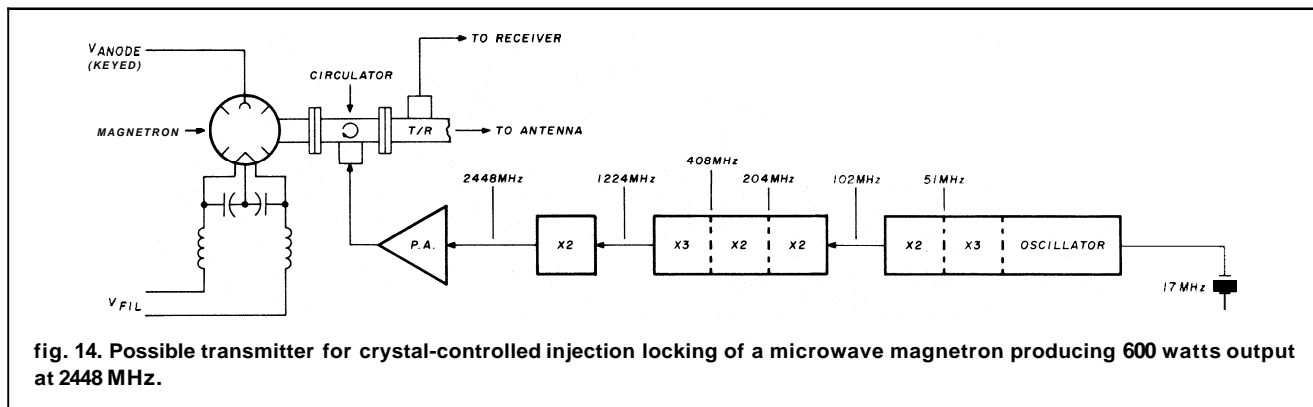 V ANODE
(KEYED)
TO RECEIVER
CIRCULATOR
MAGNETRON
T/R
TO ANTENNA
2448MHz
1224MHz
408MHz
204MHz
102MHz
51MHz
P.A.
X2
X3
X2
X2
X2
X3
OSCILLATOR
17MHz
V FIL
fig. 14. Possible transmitter for crystal-controlled injection locking of a microwave magnetron producing 600 watts output
at 2448 MHz.